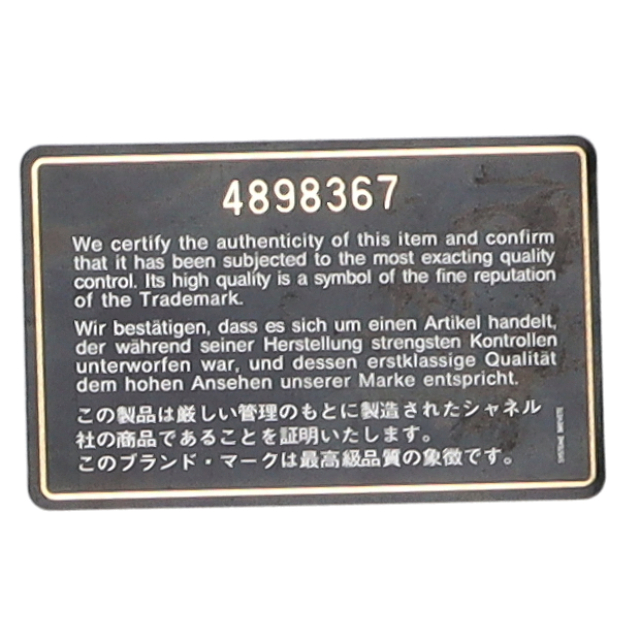 4898367
We certify the authenticity of this item and confirm
that it has been subjected to the most exacting quality
control. Its high quality is a symbol of the fine reputation
of the Trademark.
Wir bestätigen, dass es sich um einen Artikel handelt,
der während seiner Herstellung strengsten Kontrollen
unterworfen war, und dessen erstklassige Qualität
dem hohen Ansehen unserer Marke entspricht.
この製品は厳しい管理のもとに製造されたシャネル
社の商品であることを証明いたします。
このブランド・マークは最高級品質の象徴です。